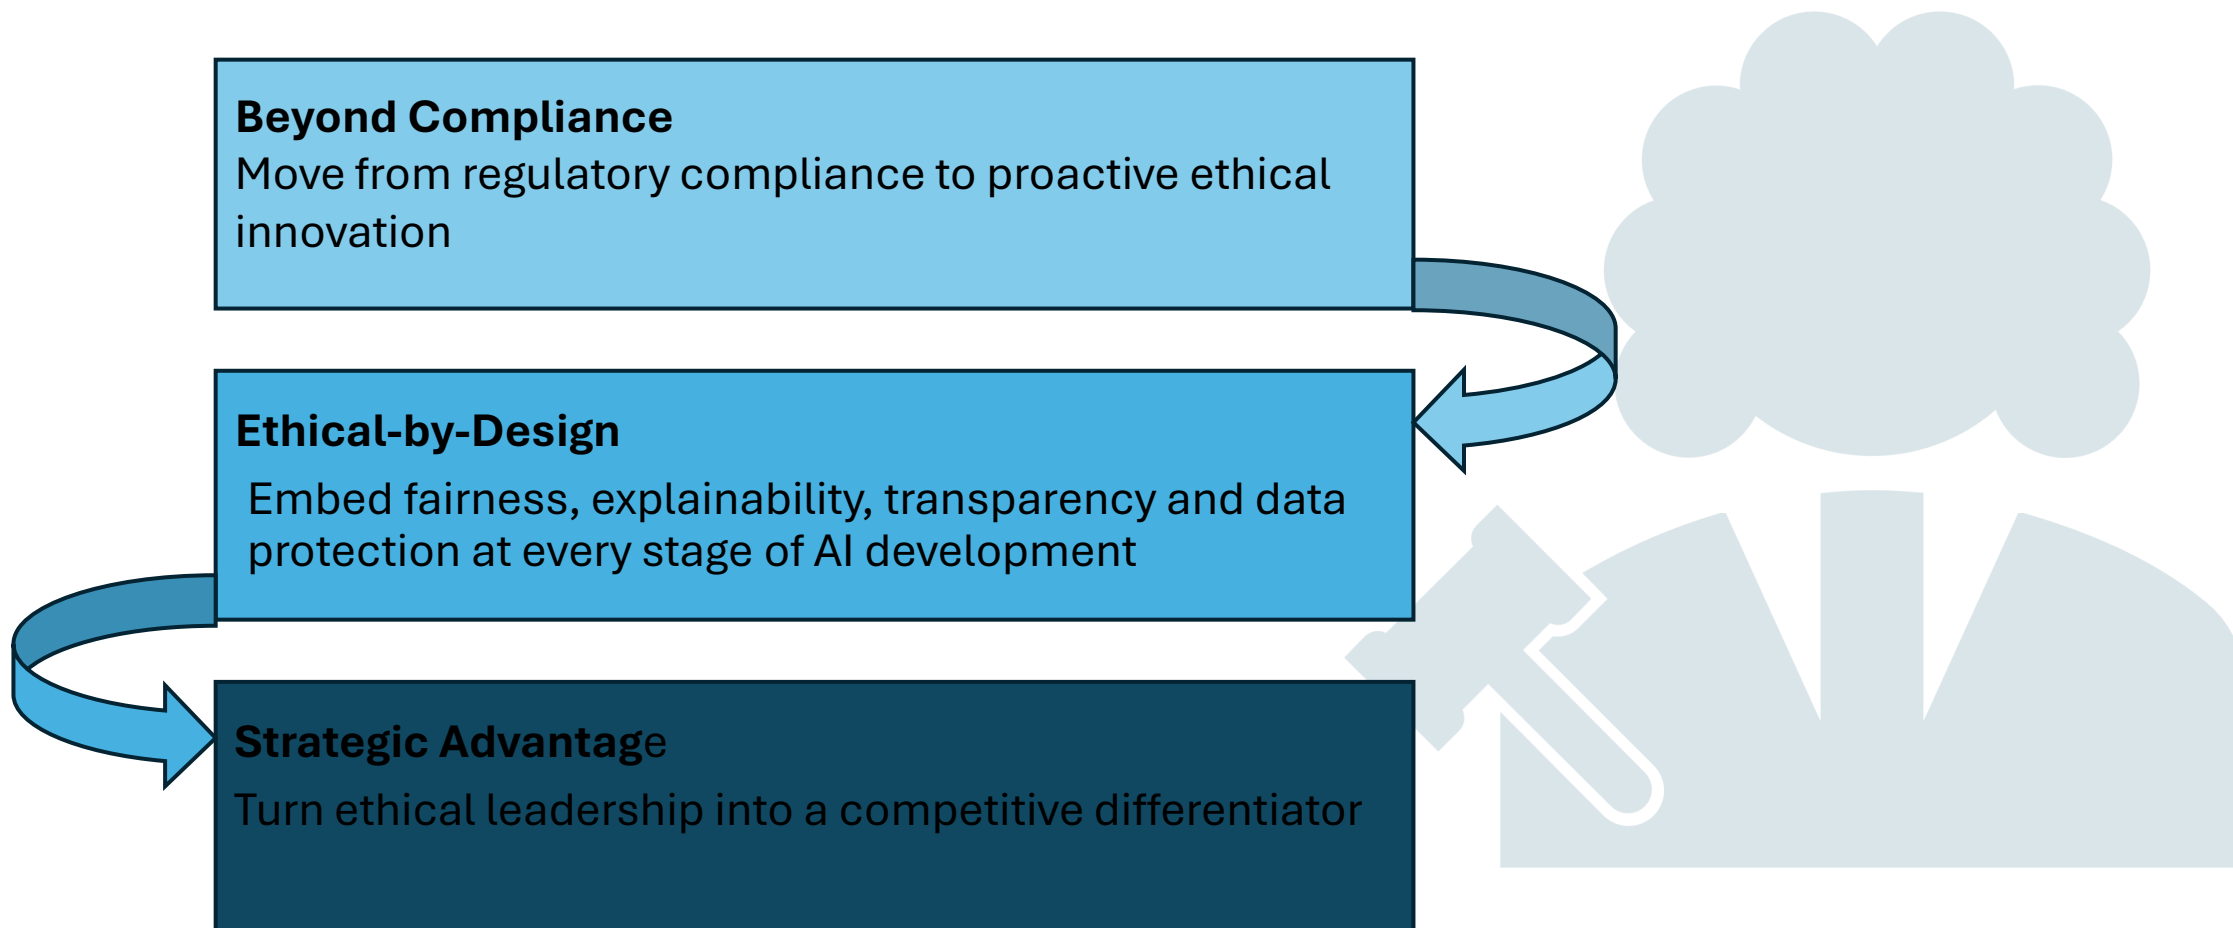 Beyond Compliance
Move from regulatory compliance to proactive ethical
innovation
Ethical-by-Design
Embed fairness, explainability, transparency and data
protection at every stage of AI development
Strategic Advantage
Turn ethical leadership into a competitive differentiator